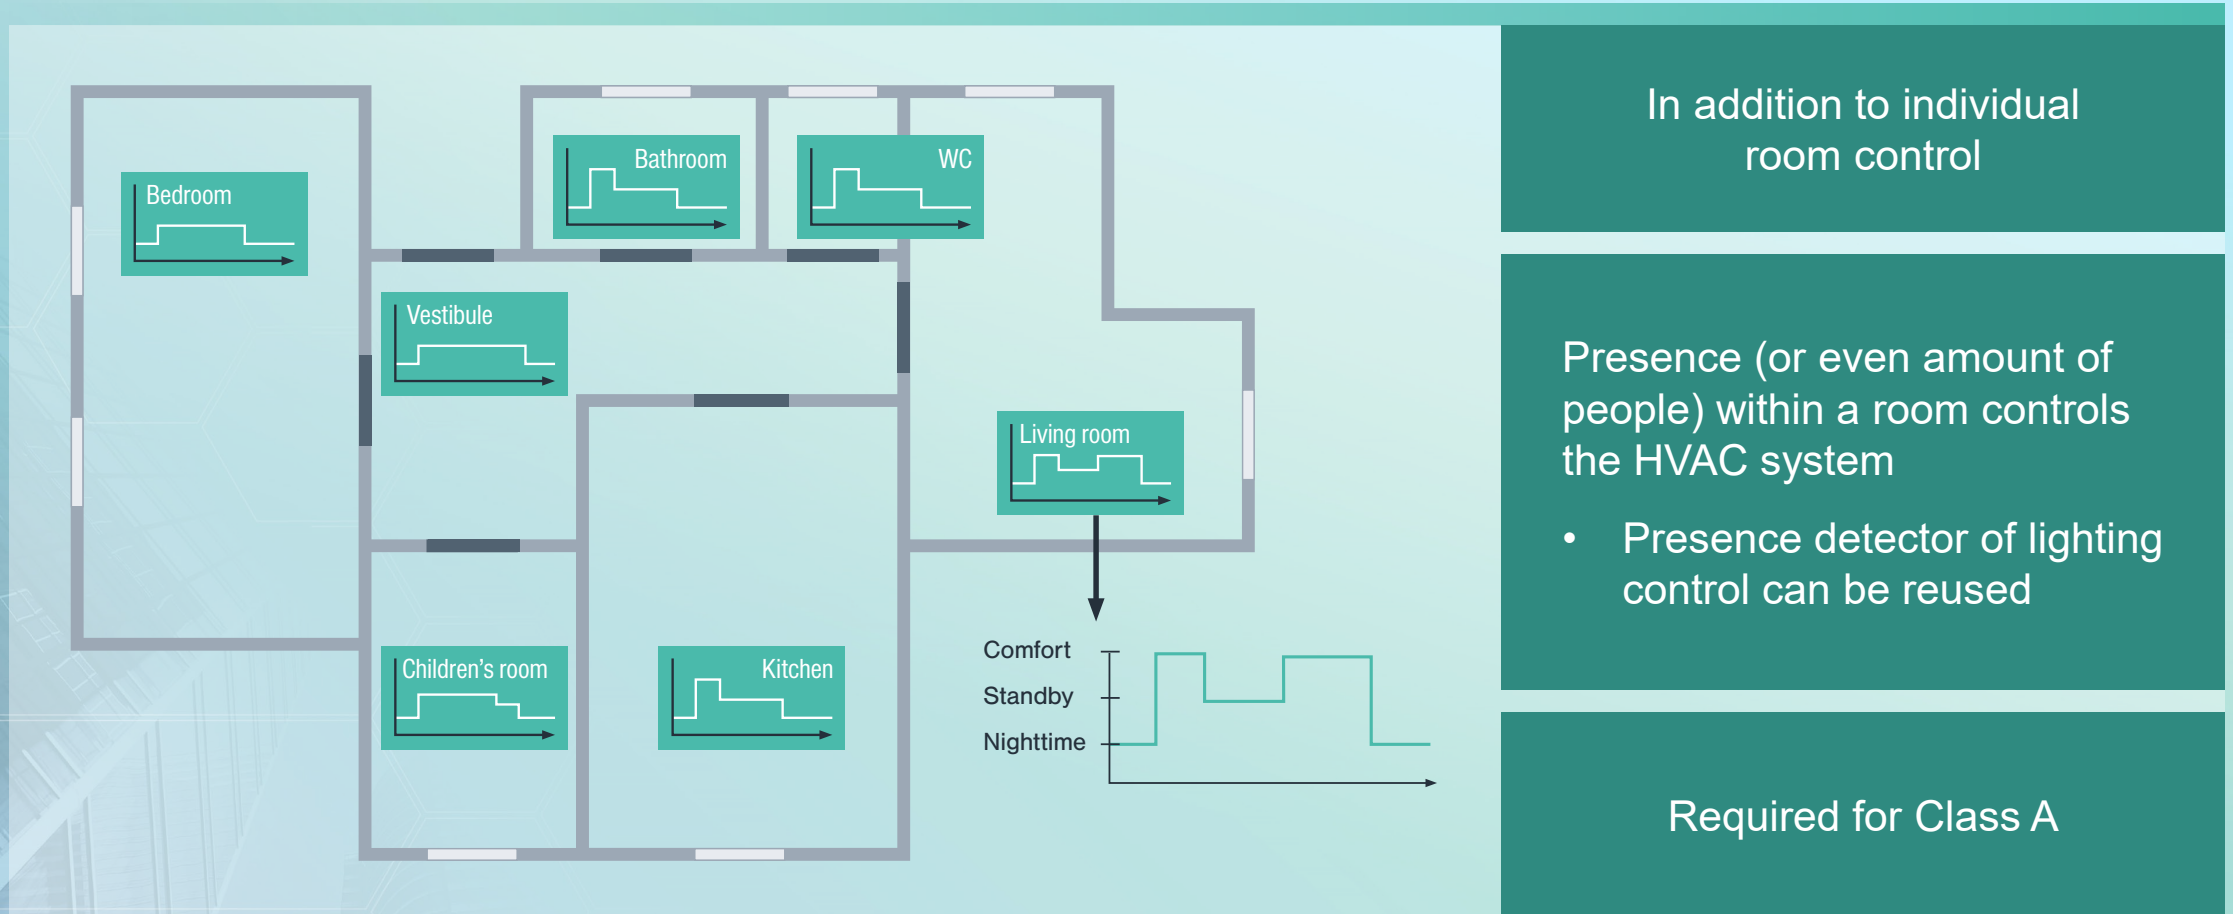 Bedroom
Bathroom
WC
Vestibule
Living room
Children's room
Kitchen
Comfort
Standby
Nighttime
In addition to individual
room control
Presence (or even amount of
people) within a room controls
the HVAC system
• Presence detector of lighting
control can be reused
Required for Class A